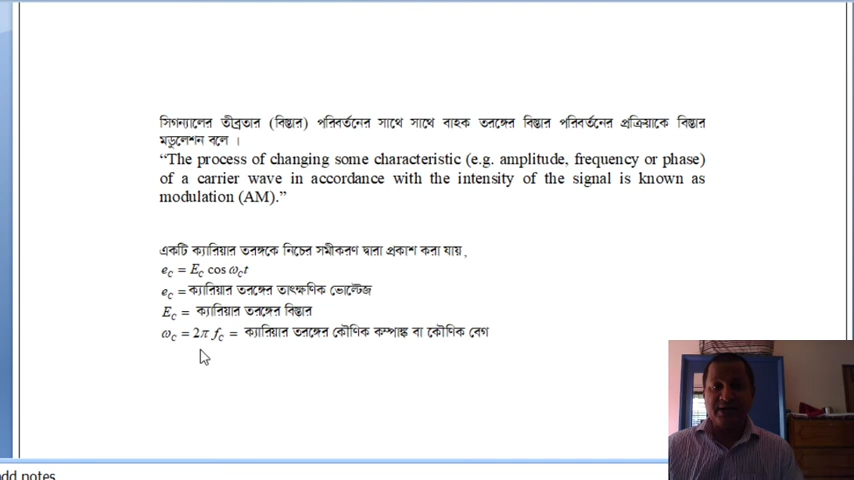 সিগন্যালের তীব্রতার (বিস্তার) পরিবর্তনের সাথে সাথে বাহক তরঙ্গের বিস্তার পরিবর্তনের প্রক্রিয়াকে বিস্তার
মডুলেশন বলে ।
“The process of changing some characteristic (e.g. amplitude, frequency or phase)
of a carrier wave in accordance with the intensity of the signal is known as
modulation (AM).”
একটি ক্যারিয়ার তরঙ্গকে নিচের সমীকরণ দ্বারা প্রকাশ করা যায়,
e_c = E_c cos ω_c t
e_c = ক্যারিয়ার তরঙ্গের তাৎক্ষণিক ভোল্টেজ
E_c = ক্যারিয়ার তরঙ্গের বিস্তার
ω_c = 2π f_c = ক্যারিয়ার তরঙ্গের কৌণিক কম্পাঙ্ক বা কৌণিক বেগ
add notes